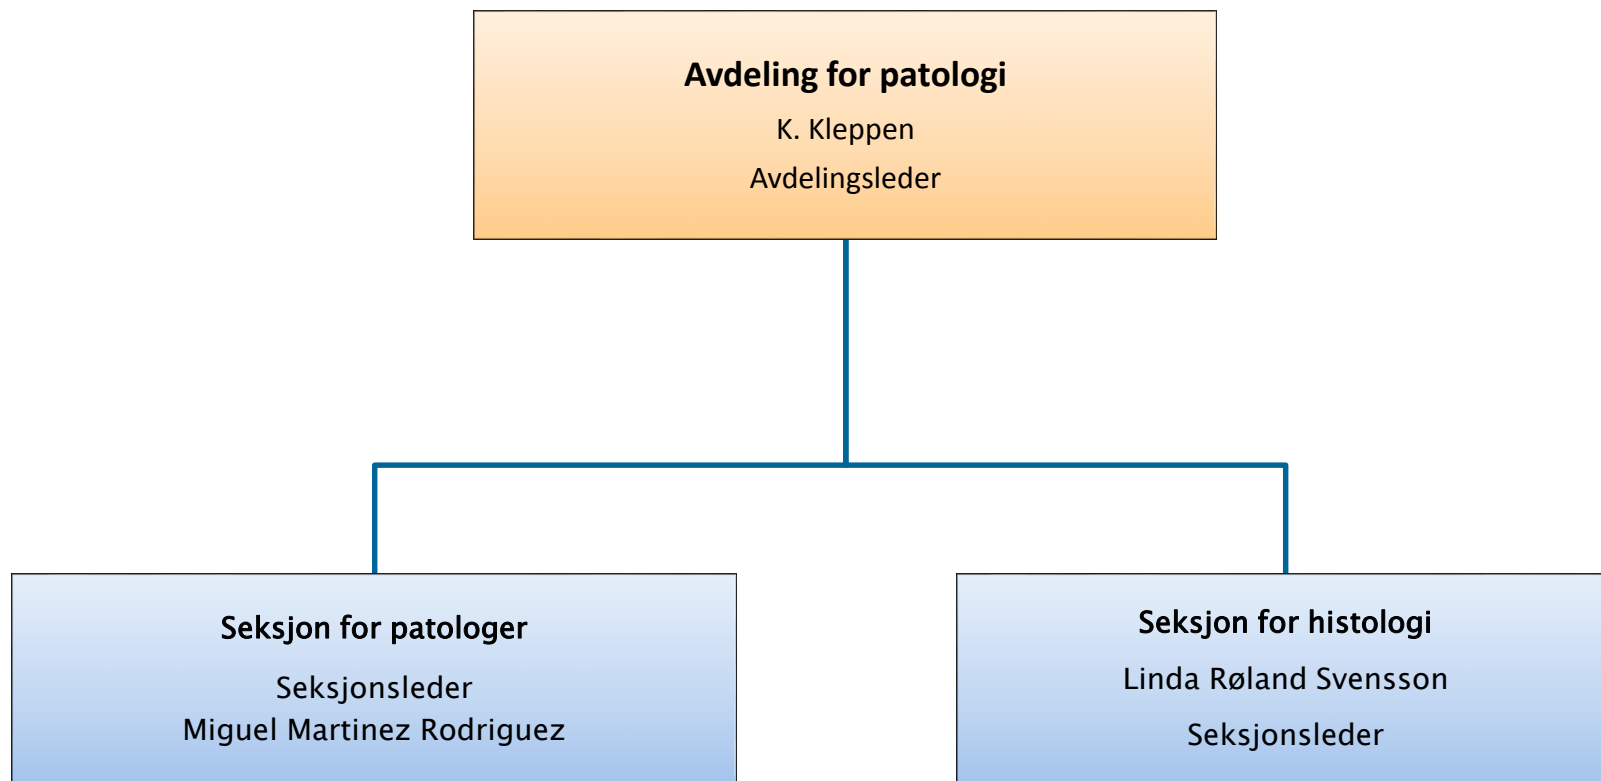 Avdeling for patologi
K. Kleppen
Avdelingsleder
Seksjon for patologer
Seksjonsleder
Miguel Martinez Rodriguez
Seksjon for histologi
Linda Røland Svensson
Seksjonsleder